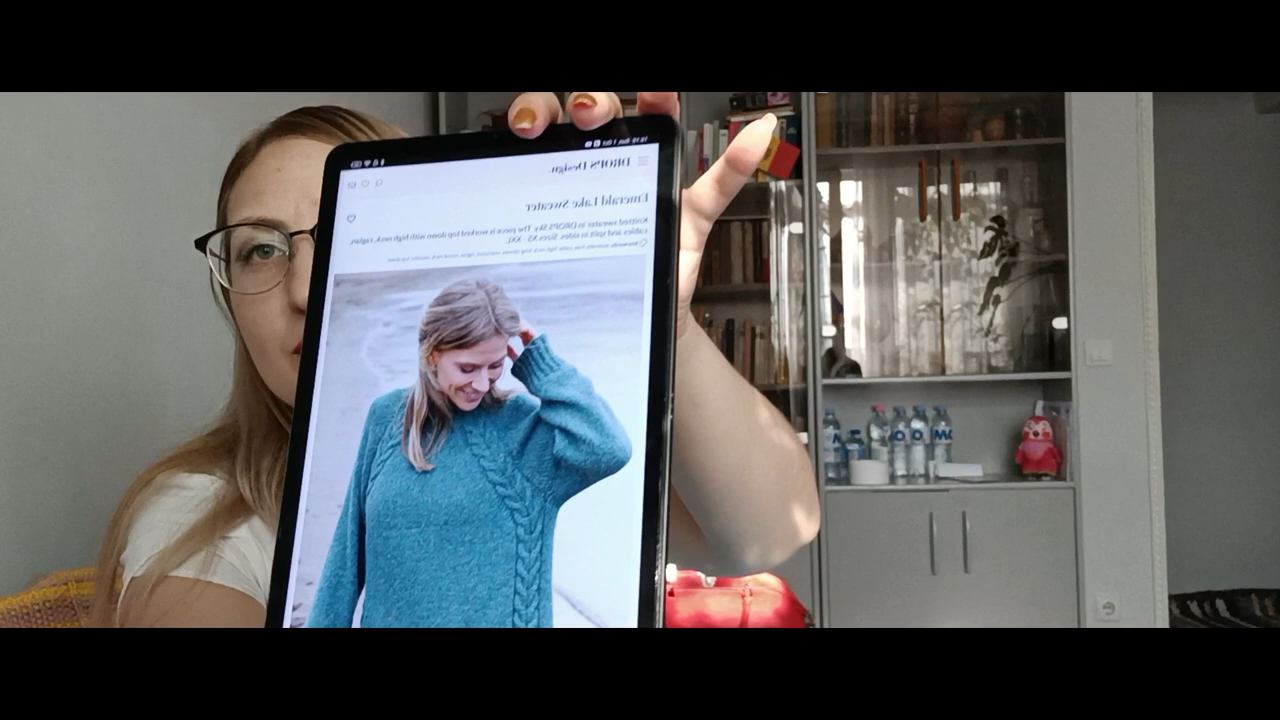 DROPS Design.
Emerald Lake Sweater
Knitted sweater in DROPS Sky. The piece is worked top down with high neck, raglan,
cables and split in sides. Sizes XS - XXL.